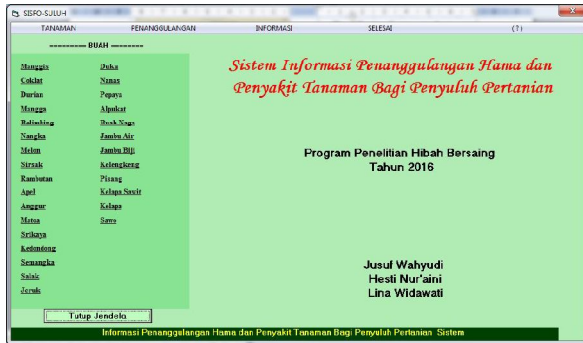 SISFO-SULUH
TANAMAN PENANGGULANGAN INFORMASI SELESAI (?)
========= BUAH ========
Manggis
Coklat
Durian
Mangga
Belimbing
Nangka
Melon
Sirsak
Rambutan
Apel
Anggur
Matoa
Srikaya
Kedondong
Semangka
Salak
Jeruk
Duku
Nanas
Pepaya
Alpukat
Buah Naga
Jambu Air
Jambu Biji
Kelengkeng
Pisang
Kelapa Sawit
Kelapa
Sawo
Tutup Jendela
Sistem Informasi Penanggulangan Hama dan
Penyakit Tanaman Bagi Penyuluh Pertanian
Program Penelitian Hibah Bersaing
Tahun 2016
Jusuf Wahyudi
Hesti Nur'aini
Lina Widawati
Informasi Penanggulangan Hama dan Penyakit Tanaman Bagi Penyuluh Pertanian Sistem